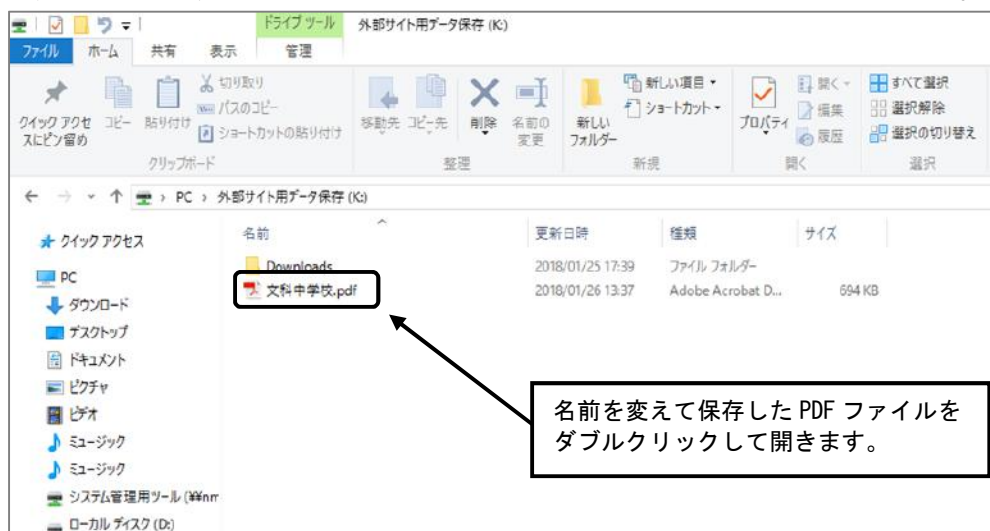 ドライブ ツール 外部サイト用データ保存 (K:)
ファイル ホーム 共有 表示 管理
クイック アクセスにピン留め
コピー
貼り付け
切り取り
パスのコピー
ショートカットの貼り付け
クリップボード
移動先
コピー先
削除
名前の変更
整理
新しいフォルダー
新しい項目
ショートカット
新規
プロパティ
開く
編集
履歴
開く
すべて選択
選択解除
選択の切り替え
選択
PC › 外部サイト用データ保存 (K:)
名前 更新日時 種類 サイズ
Downloads 2018/01/25 17:39 ファイル フォルダー
文科中学校.pdf 2018/01/26 13:37 Adobe Acrobat D... 694 KB
クイック アクセス
PC
ダウンロード
デスクトップ
ドキュメント
ピクチャ
ビデオ
ミュージック
ミュージック
システム管理用ツール (¥¥nm
ローカル ディスク (D:)
名前を変えて保存した PDF ファイルを
ダブルクリックして開きます。